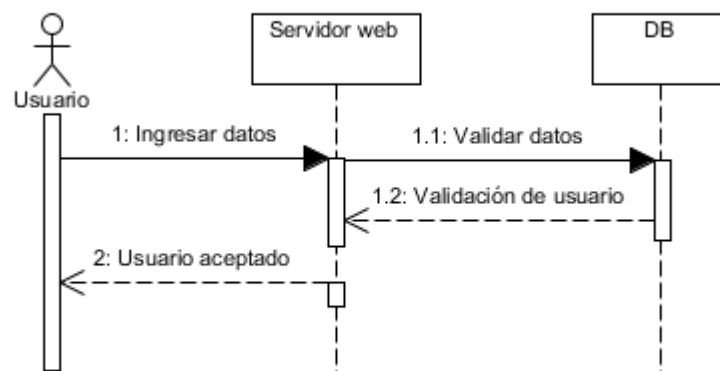 Servidor web
DB
Usuario
1: Ingresar datos
1.1: Validar datos
1.2: Validación de usuario
2: Usuario aceptado